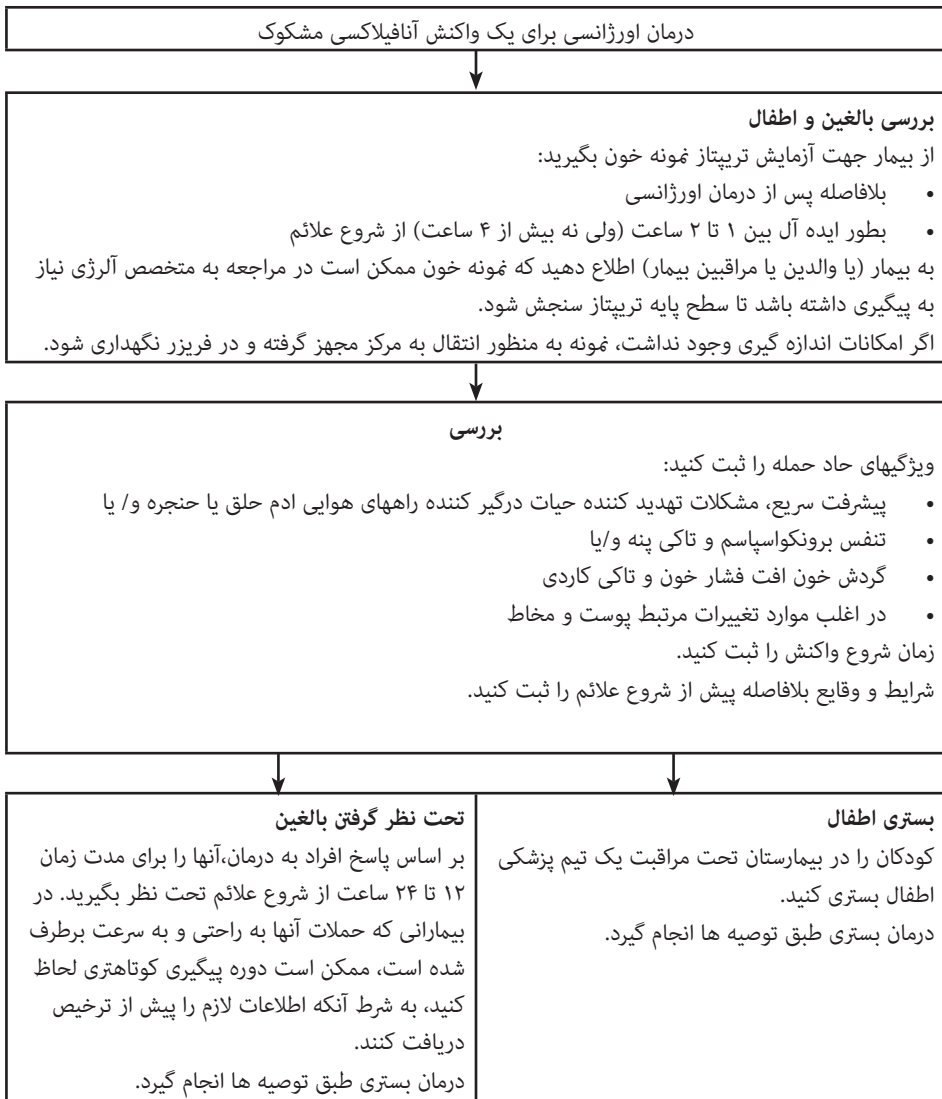 درمان اورژانسی برای یک واکنش آنافیلاکسی مشکوک
بررسی بالغین و اطفال
از بیمار جهت آزمایش تریپتاز نمونه خون بگیرید:
• بلافاصله پس از درمان اورژانسی
• بطور ایده آل بین ۱ تا ۲ ساعت (ولی نه بیش از ۴ ساعت) از شروع علائم
به بیمار (یا والدین یا مراقبین بیمار) اطلاع دهید که نمونه خون ممکن است در مراجعه به متخصص آلرژی نیاز
به پیگیری داشته باشد تا سطح پایه تریپتاز سنجش شود.
اگر امکانات اندازه گیری وجود نداشت، نمونه به منظور انتقال به مرکز مجهز گرفته و در فریزر نگهداری شود.
بررسی
ویژگیهای حاد حمله را ثبت کنید:
• پیشرفت سریع، مشکلات تهدید کننده حیات درگیر کننده راههای هوایی ادم حلق یا حنجره و/ یا
• تنفس برونکواسپاسم و تاکی پنه و/یا
• گردش خون افت فشار خون و تاکی کاردی
• در اغلب موارد تغییرات مرتبط پوست و مخاط
زمان شروع واکنش را ثبت کنید.
شرایط و وقایع بلافاصله پیش از شروع علائم را ثبت کنید.
بستری اطفال
کودکان را در بیمارستان تحت مراقبت یک تیم پزشکی
اطفال بستری کنید.
درمان بستری طبق توصیه ها انجام گیرد.
تحت نظر گرفتن بالغین
بر اساس پاسخ افراد به درمان،آنها را برای مدت زمان
۱۲ تا ۲۴ ساعت از شروع علائم تحت نظر بگیرید. در
بیمارانی که حملات آنها به راحتی و به سرعت برطرف
شده است، ممکن است دوره پیگیری کوتاهتری لحاظ
کنید، به شرط آنکه اطلاعات لازم را پیش از ترخیص
دریافت کنند.
درمان بستری طبق توصیه ها انجام گیرد.